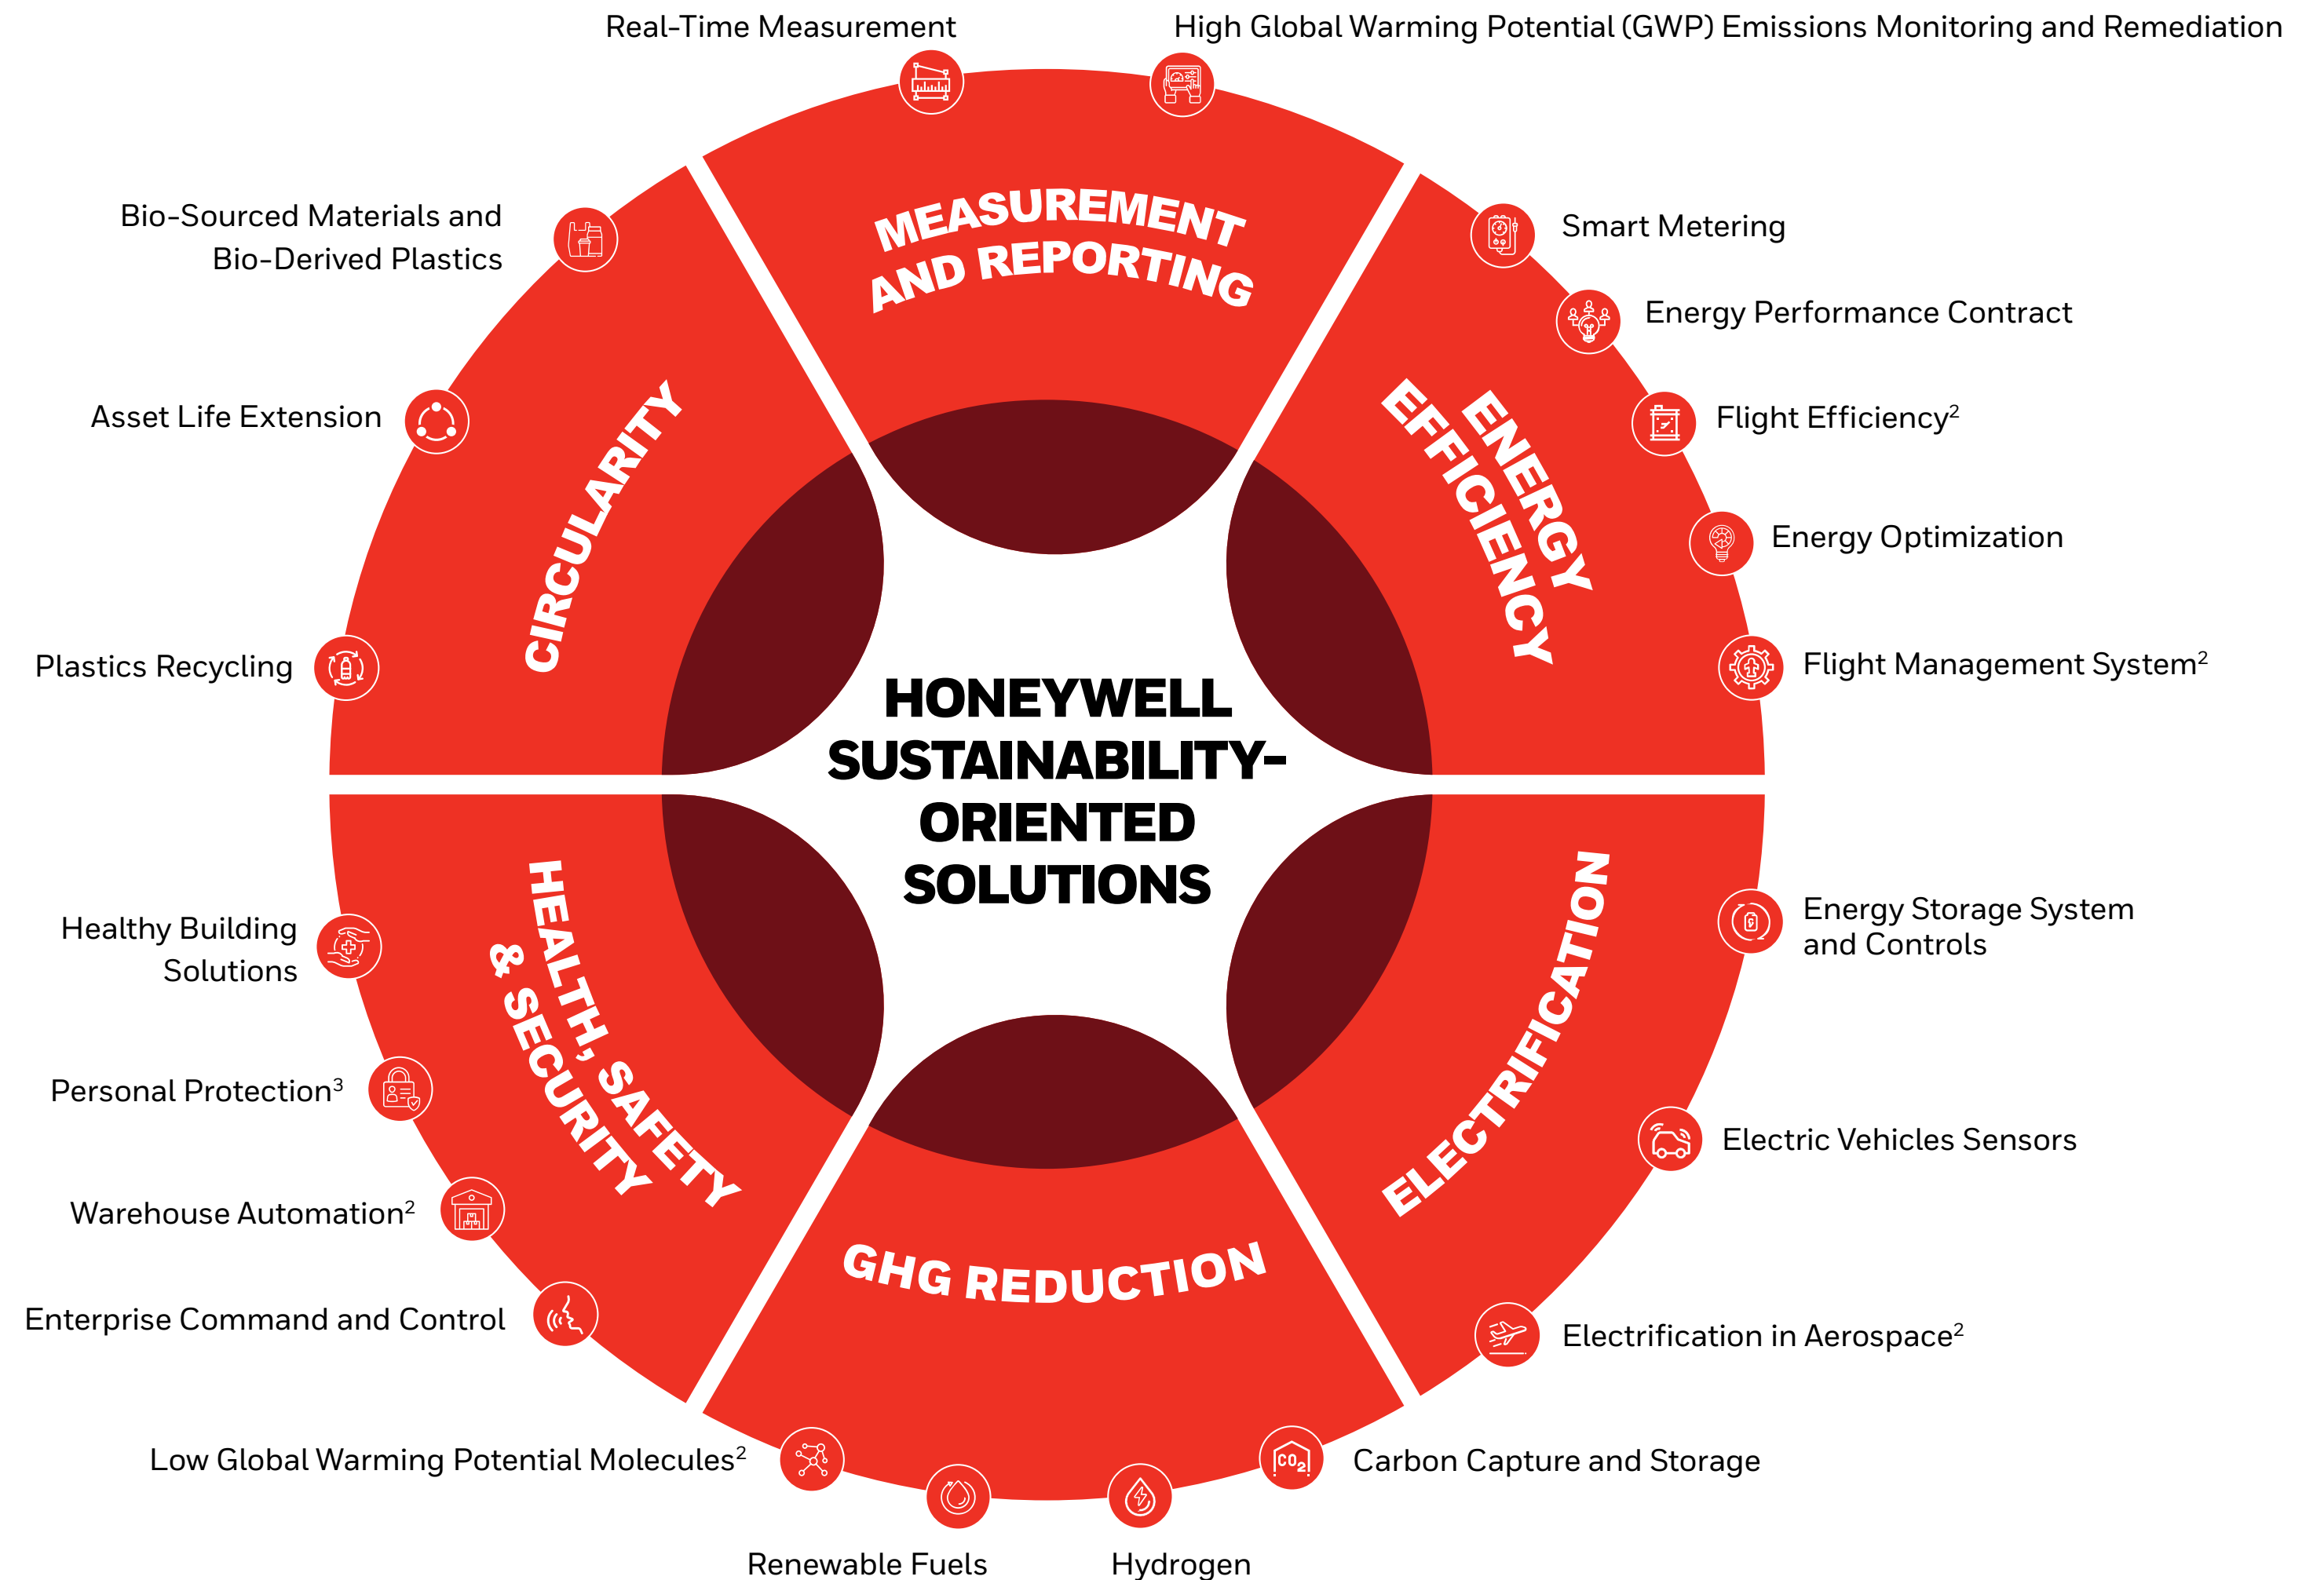 Real-Time Measurement
High Global Warming Potential (GWP) Emissions Monitoring and Remediation
MEASUREMENT
AND REPORTING
Smart Metering
Energy Performance Contract
Flight Efficiency²
Energy Optimization
Flight Management System²
ENERGY
EFFICIENCY
Energy Storage System
and Controls
Electric Vehicles Sensors
Electrification in Aerospace²
ELECTRIFICATION
Carbon Capture and Storage
CO₂
Hydrogen
Renewable Fuels
Low Global Warming Potential Molecules²
GHG REDUCTION
Enterprise Command and Control
Warehouse Automation²
Personal Protection³
Healthy Building
Solutions
HEALTH, SAFETY
& SECURITY
Plastics Recycling
Asset Life Extension
Bio-Sourced Materials and
Bio-Derived Plastics
CIRCULARITY
HONEYWELL
SUSTAINABILITY-
ORIENTED
SOLUTIONS